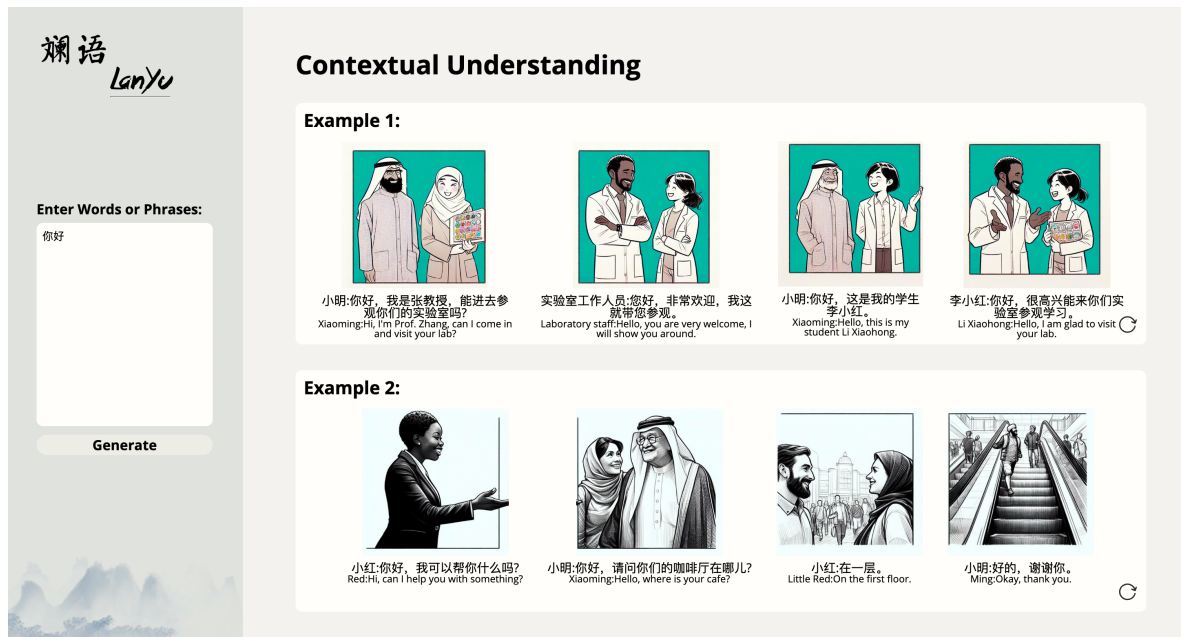 斓语
LanYu
Enter Words or Phrases:
你好
Generate
Contextual Understanding
Example 1:
小明:你好，我是张教授，能进去参
观你们的实验室吗?
Xiaoming:Hi, I'm Prof. Zhang, can I come in
and visit your lab?
实验室工作人员:您好，非常欢迎，我这
就带您参观。
Laboratory staff:Hello, you are very welcome, I
will show you around.
小明:你好，这是我的学生
李小红。
Xiaoming:Hello, this is my
student Li Xiaohong.
李小红:你好，很高兴能来你们实
验室参观学习。
Li Xiaohong:Hello, I am glad to visit
your lab.
Example 2:
小红:你好，我可以帮你什么吗?
Red:Hi, can I help you with something?
小明:你好，请问你们的咖啡厅在哪儿?
Xiaoming:Hello, where is your cafe?
小红:在一层。
Little Red:On the first floor.
小明:好的，谢谢你。
Ming:Okay, thank you.